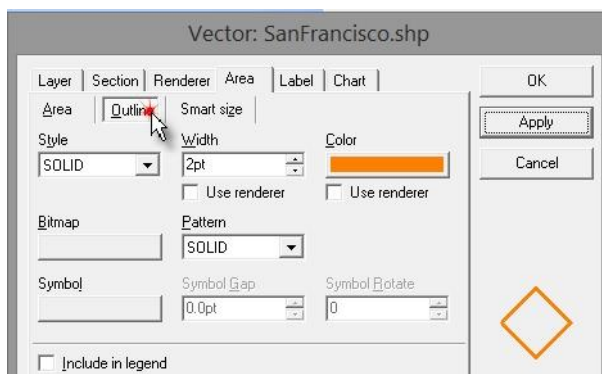 Vector: SanFrancisco.shp
Layer Section Renderer Area Label Chart
OK
Area Outline Smart size
Apply
Style Width Color
SOLID 2pt
Cancel
Use renderer Use renderer
Bitmap Pattern
SOLID
Symbol Symbol Gap Symbol Rotate
0.0pt 0
Include in legend